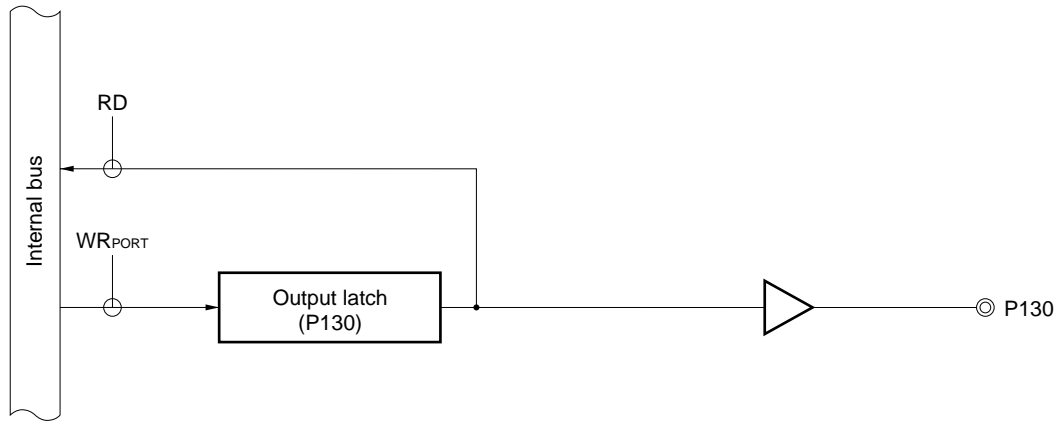 RD
Internal bus
WRPORT
Output latch
(P130)
P130